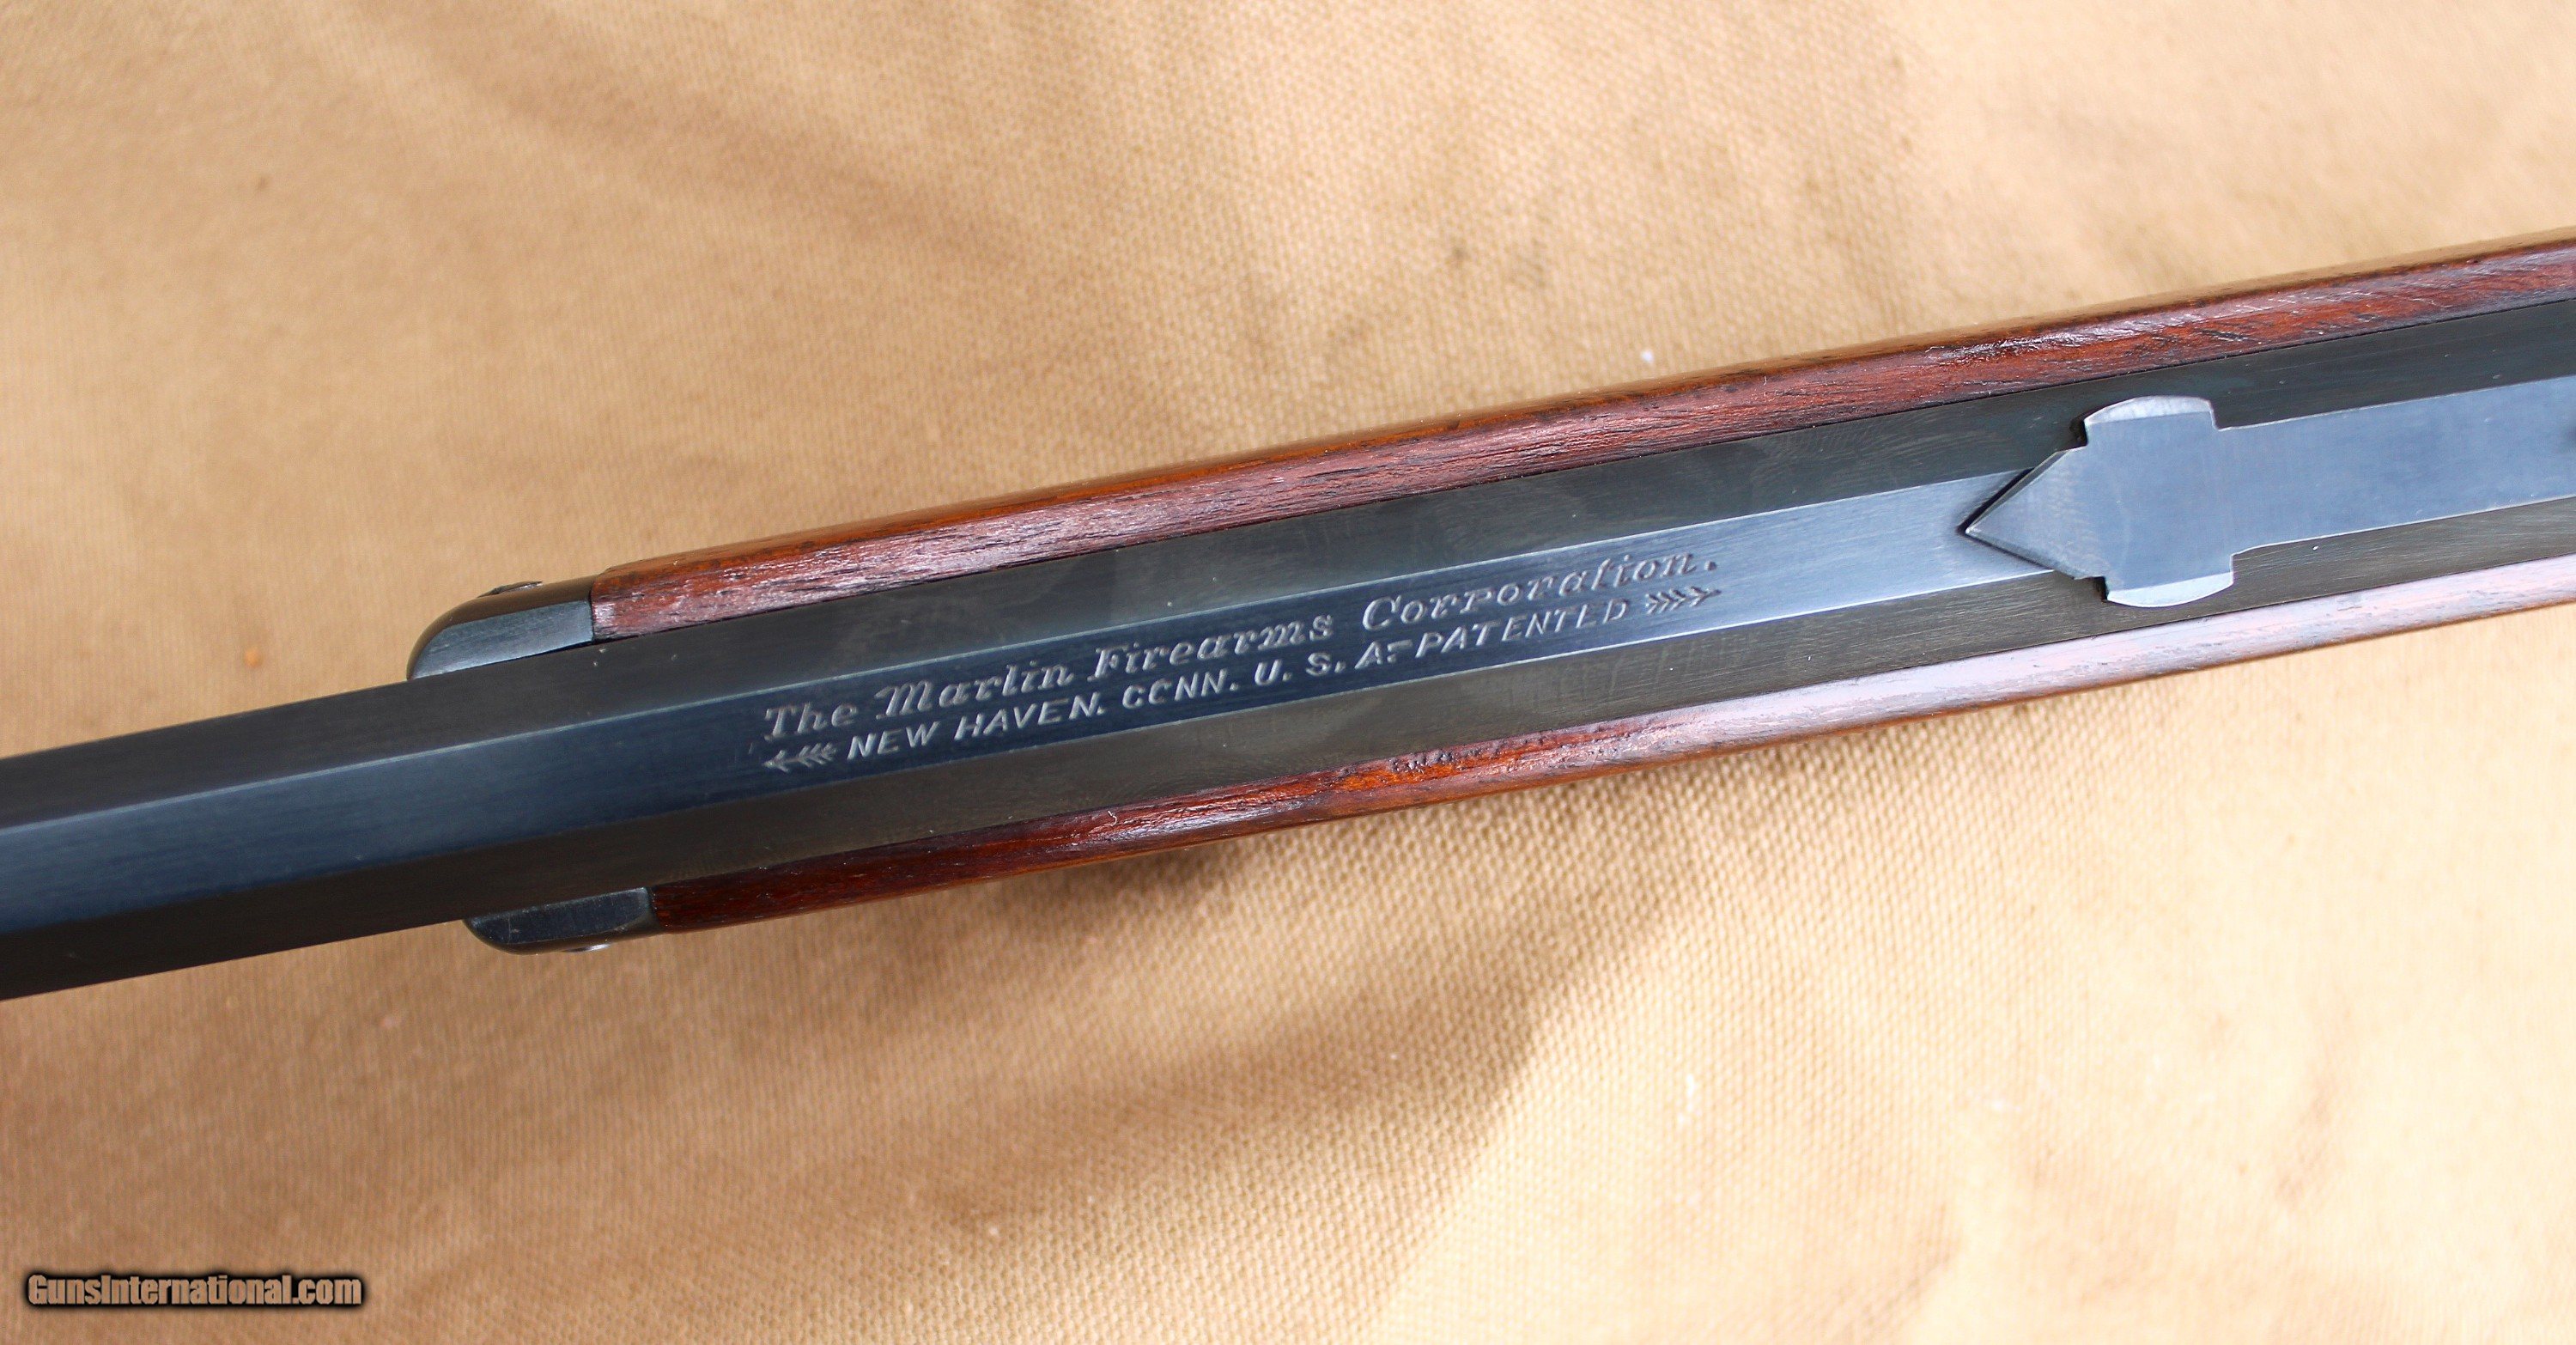 The Marlin Firearms Corporation.
NEW HAVEN. CONN. U. S. A.-PATENTED
GunsInternational.com